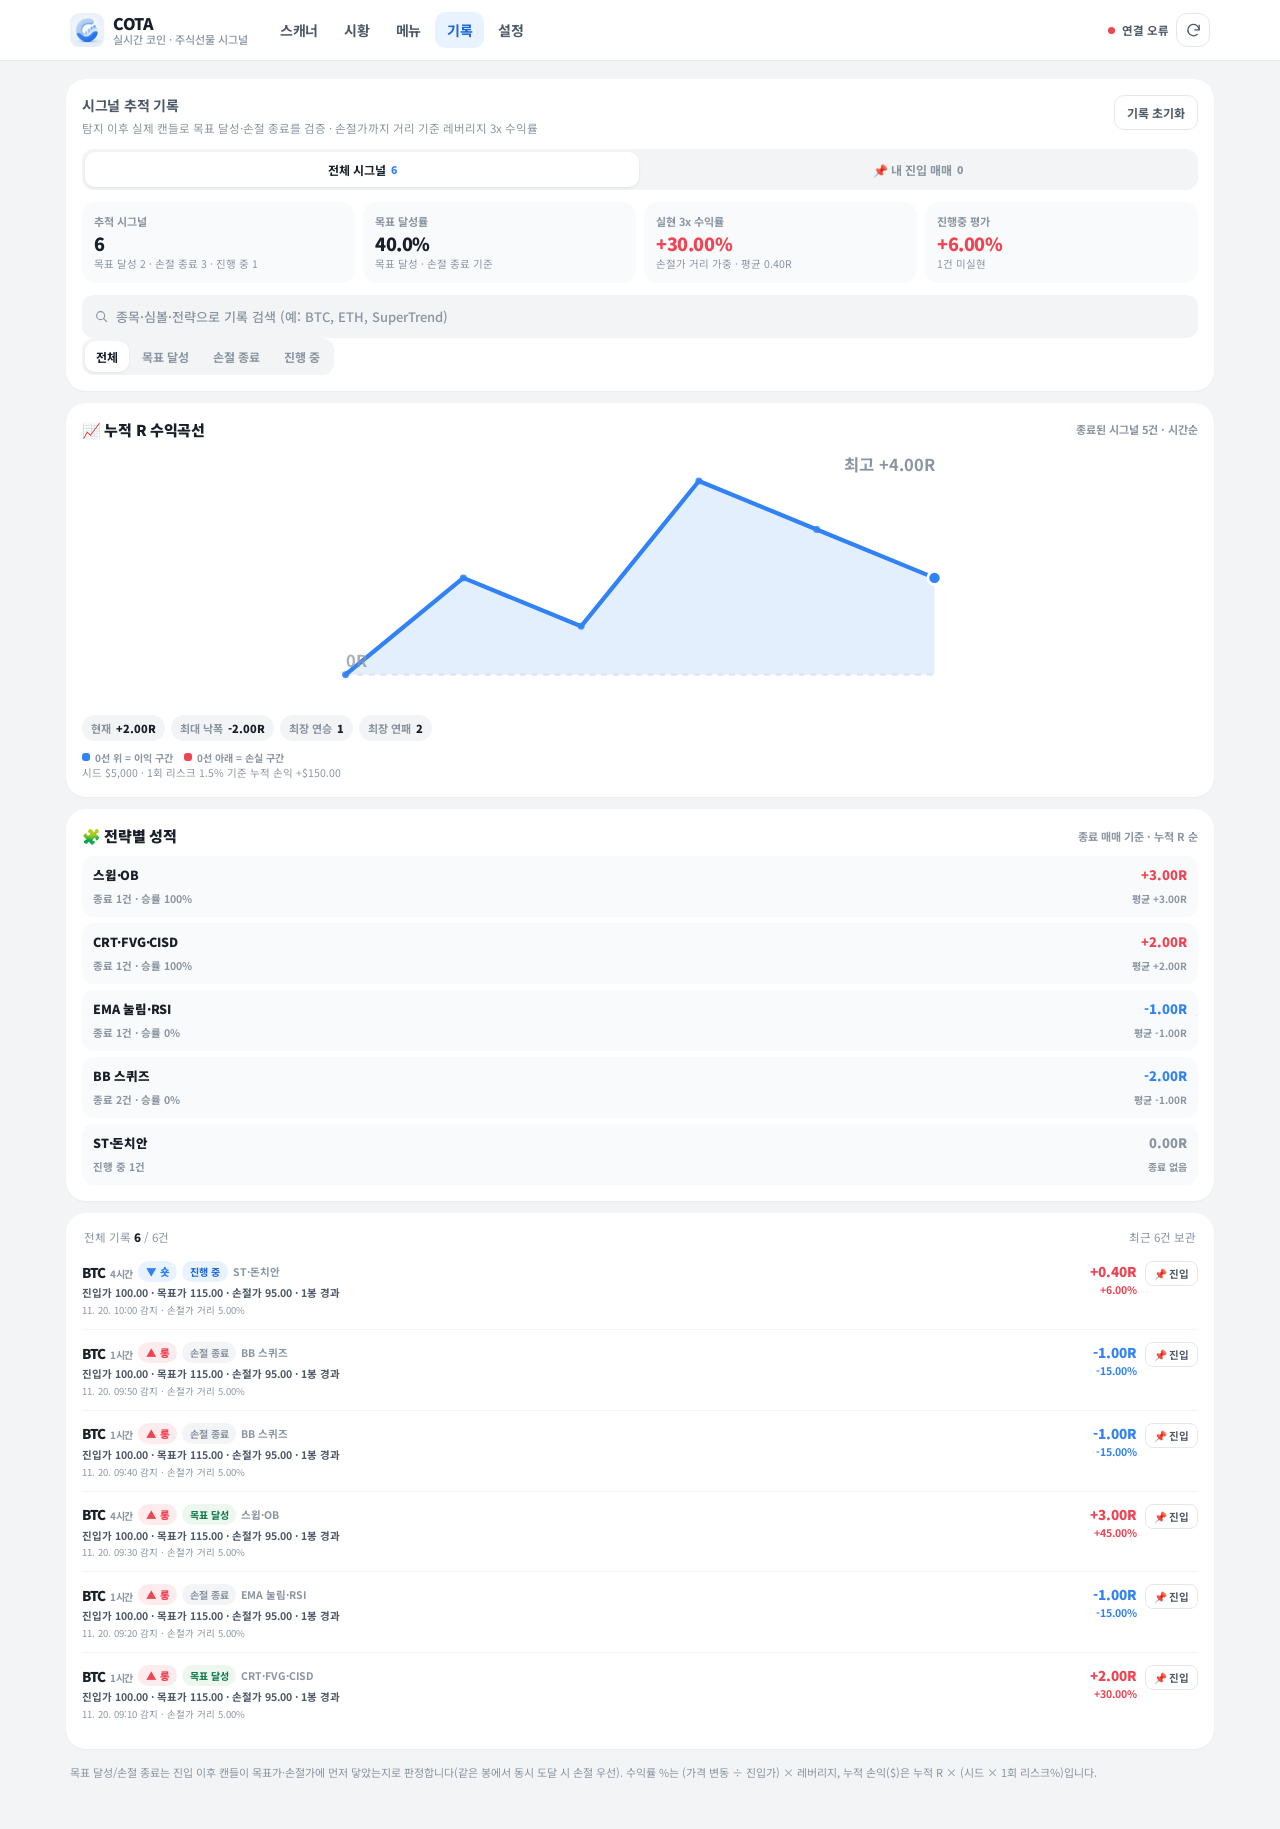 COTA
실시간 코인 · 주식선물 시그널
스캐너
시황
메뉴
기록
설정
연결 오류
시그널 추적 기록
탐지 이후 실제 캔들로 목표 달성·손절 종료를 검증 · 손절가까지 거리 기준 레버리지 3x 수익률
기록 초기화
전체 시그널 6
📌 내 진입 매매 0
추적 시그널
6
목표 달성 2 · 손절 종료 3 · 진행 중 1
목표 달성률
40.0%
목표 달성 · 손절 종료 기준
실현 3x 수익률
+30.00%
손절가 거리 가중 · 평균 0.40R
진행중 평가
+6.00%
1건 미실현
종목·심볼·전략으로 기록 검색 (예: BTC, ETH, SuperTrend)
전체
목표 달성
손절 종료
진행 중
📈 누적 R 수익곡선
종료된 시그널 5건 · 시간순
최고 +4.00R
0R
현재 +2.00R
최대 낙폭 -2.00R
최장 연승 1
최장 연패 2
0선 위 = 이익 구간
0선 아래 = 손실 구간
시드 $5,000 · 1회 리스크 1.5% 기준 누적 손익 +$150.00
🧩 전략별 성적
종료 매매 기준 · 누적 R 순
스윕·OB
+3.00R
종료 1건 · 승률 100%
평균 +3.00R
CRT·FVG·CISD
+2.00R
종료 1건 · 승률 100%
평균 +2.00R
EMA 눌림·RSI
-1.00R
종료 1건 · 승률 0%
평균 -1.00R
BB 스퀴즈
-2.00R
종료 2건 · 승률 0%
평균 -1.00R
ST·돈치안
0.00R
진행 중 1건
종료 없음
전체 기록 6 / 6건
최근 6건 보관
BTC 4시간 ▼ 숏 진행 중 ST·돈치안
+0.40R
📌 진입
진입가 100.00 · 목표가 115.00 · 손절가 95.00 · 1봉 경과
+6.00%
11. 20. 10:00 감지 · 손절가 거리 5.00%
BTC 1시간 ▲ 롱 손절 종료 BB 스퀴즈
-1.00R
📌 진입
진입가 100.00 · 목표가 115.00 · 손절가 95.00 · 1봉 경과
-15.00%
11. 20. 09:50 감지 · 손절가 거리 5.00%
BTC 1시간 ▲ 롱 손절 종료 BB 스퀴즈
-1.00R
📌 진입
진입가 100.00 · 목표가 115.00 · 손절가 95.00 · 1봉 경과
-15.00%
11. 20. 09:40 감지 · 손절가 거리 5.00%
BTC 4시간 ▲ 롱 목표 달성 스윕·OB
+3.00R
📌 진입
진입가 100.00 · 목표가 115.00 · 손절가 95.00 · 1봉 경과
+45.00%
11. 20. 09:30 감지 · 손절가 거리 5.00%
BTC 1시간 ▲ 롱 손절 종료 EMA 눌림·RSI
-1.00R
📌 진입
진입가 100.00 · 목표가 115.00 · 손절가 95.00 · 1봉 경과
-15.00%
11. 20. 09:20 감지 · 손절가 거리 5.00%
BTC 1시간 ▲ 롱 목표 달성 CRT·FVG·CISD
+2.00R
📌 진입
진입가 100.00 · 목표가 115.00 · 손절가 95.00 · 1봉 경과
+30.00%
11. 20. 09:10 감지 · 손절가 거리 5.00%
목표 달성/손절 종료는 진입 이후 캔들이 목표가·손절가에 먼저 닿았는지로 판정합니다(같은 봉에서 동시 도달 시 손절 우선). 수익률 %는 (가격 변동 ÷ 진입가) × 레버리지, 누적 손익($)은 누적 R × (시드 × 1회 리스크%)입니다.